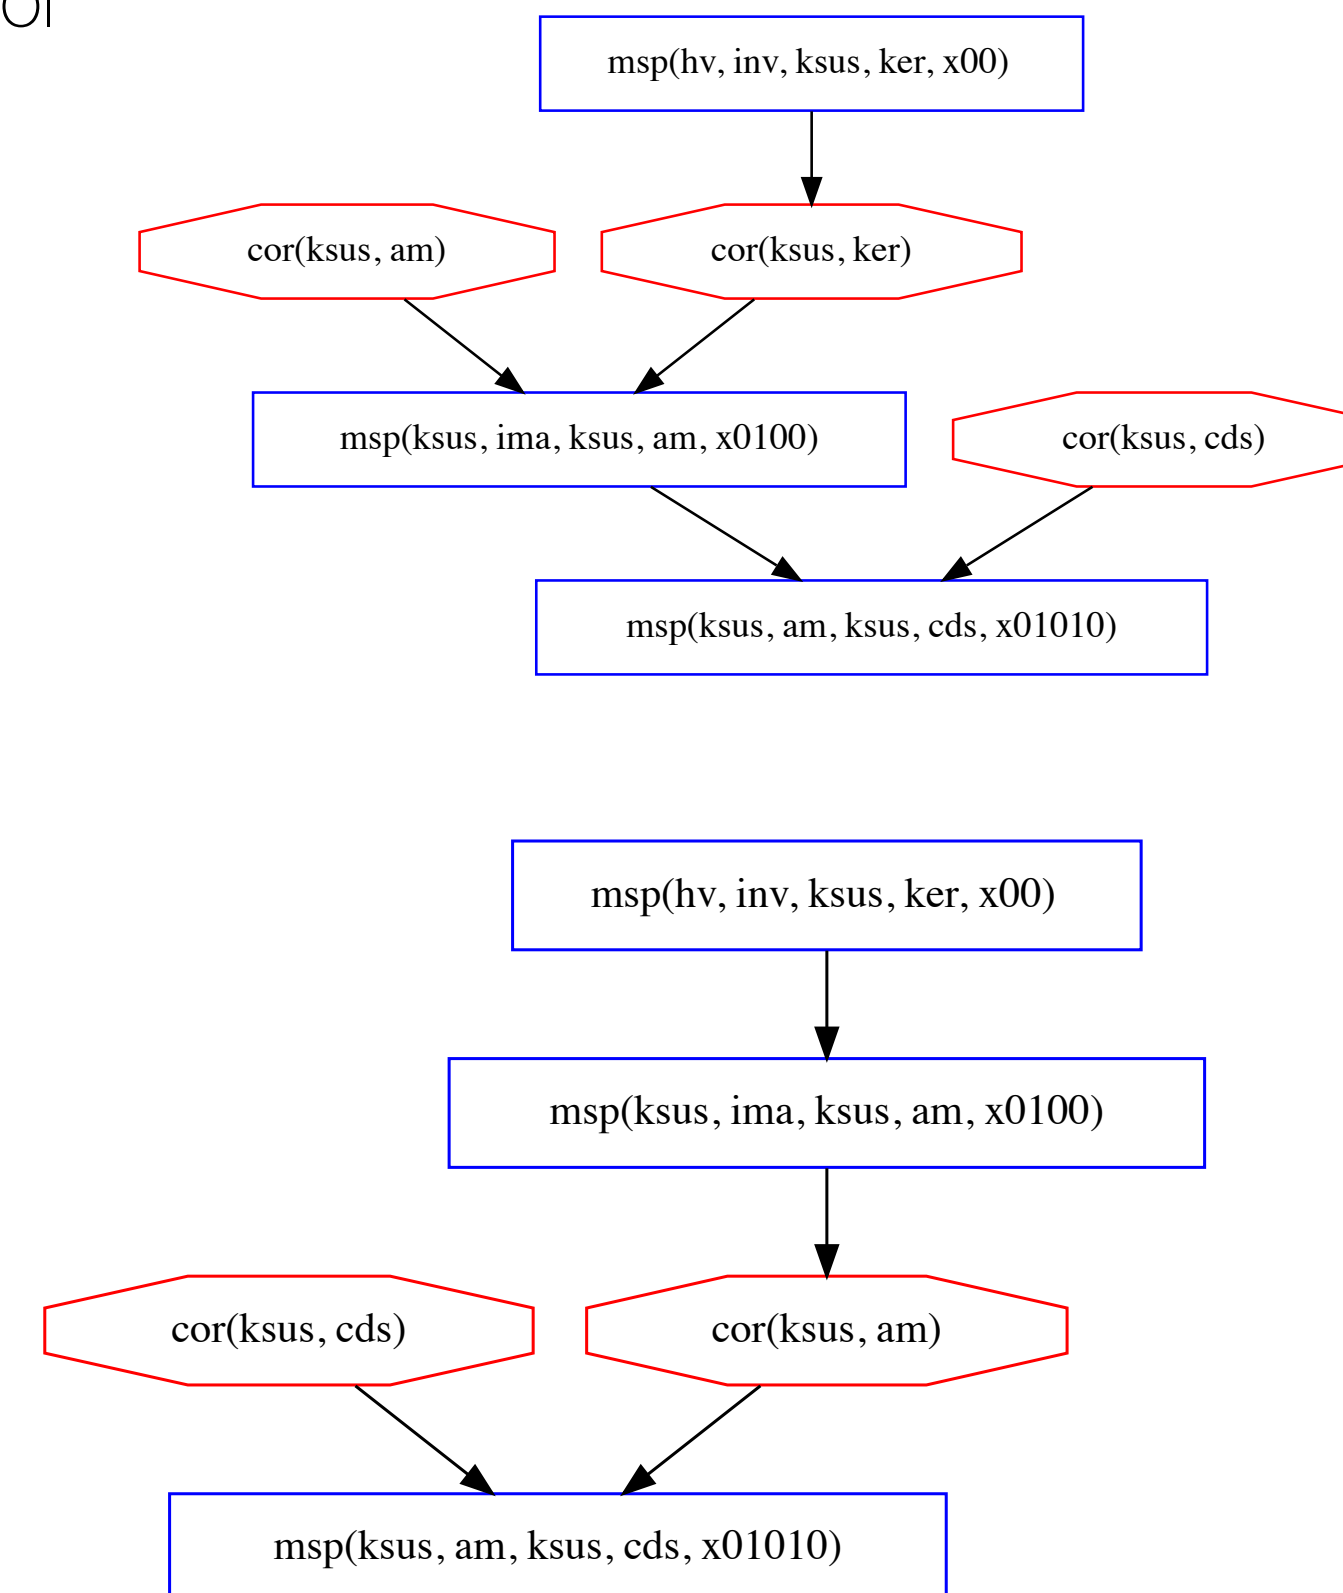 msp(hv, inv, ksus, ker, x00)
cor(ksus, am)
cor(ksus, ker)
msp(ksus, ima, ksus, am, x0100)
cor(ksus, cds)
msp(ksus, am, ksus, cds, x01010)
msp(hv, inv, ksus, ker, x00)
msp(ksus, ima, ksus, am, x0100)
cor(ksus, cds)
cor(ksus, am)
msp(ksus, am, ksus, cds, x01010)